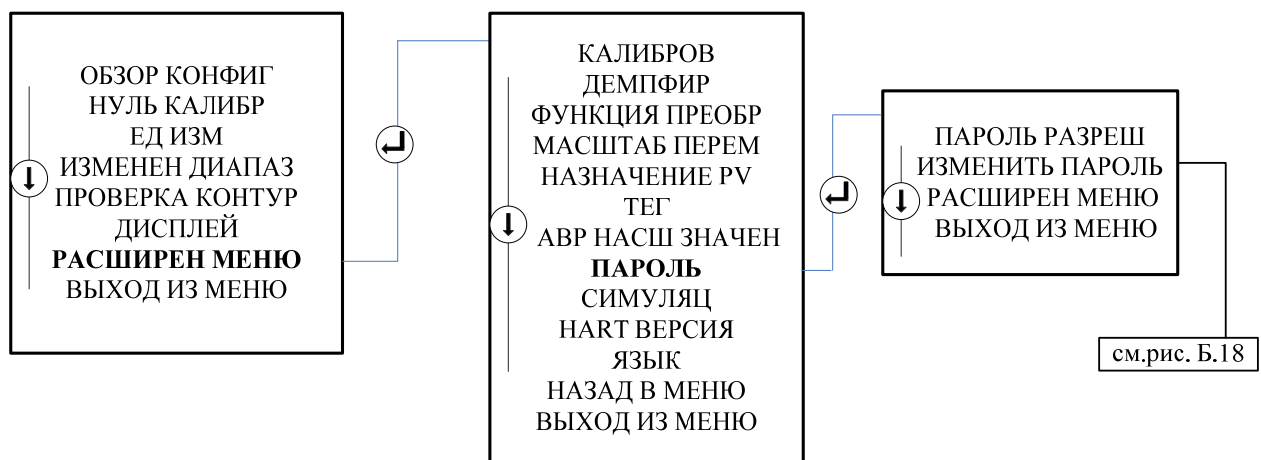 ОБЗОР КОНФИГ
НУЛЬ КАЛИБР
ЕД ИЗМ
ИЗМЕНЕН ДИАПАЗ
ПРОВЕРКА КОНТУР
ДИСПЛЕЙ
РАСШИРЕН МЕНЮ
ВЫХОД ИЗ МЕНЮ
КАЛИБРОВ
ДЕМПФИР
ФУНКЦИЯ ПРЕОБР
МАСШТАБ ПЕРЕМ
НАЗНАЧЕНИЕ PV
ТЕГ
АВР НАСШ ЗНАЧЕН
ПАРОЛЬ
СИМУЛЯЦ
HART ВЕРСИЯ
ЯЗЫК
НАЗАД В МЕНЮ
ВЫХОД ИЗ МЕНЮ
ПАРОЛЬ РАЗРЕШ
ИЗМЕНИТЬ ПАРОЛЬ
РАСШИРЕН МЕНЮ
ВЫХОД ИЗ МЕНЮ
см.рис. Б.18